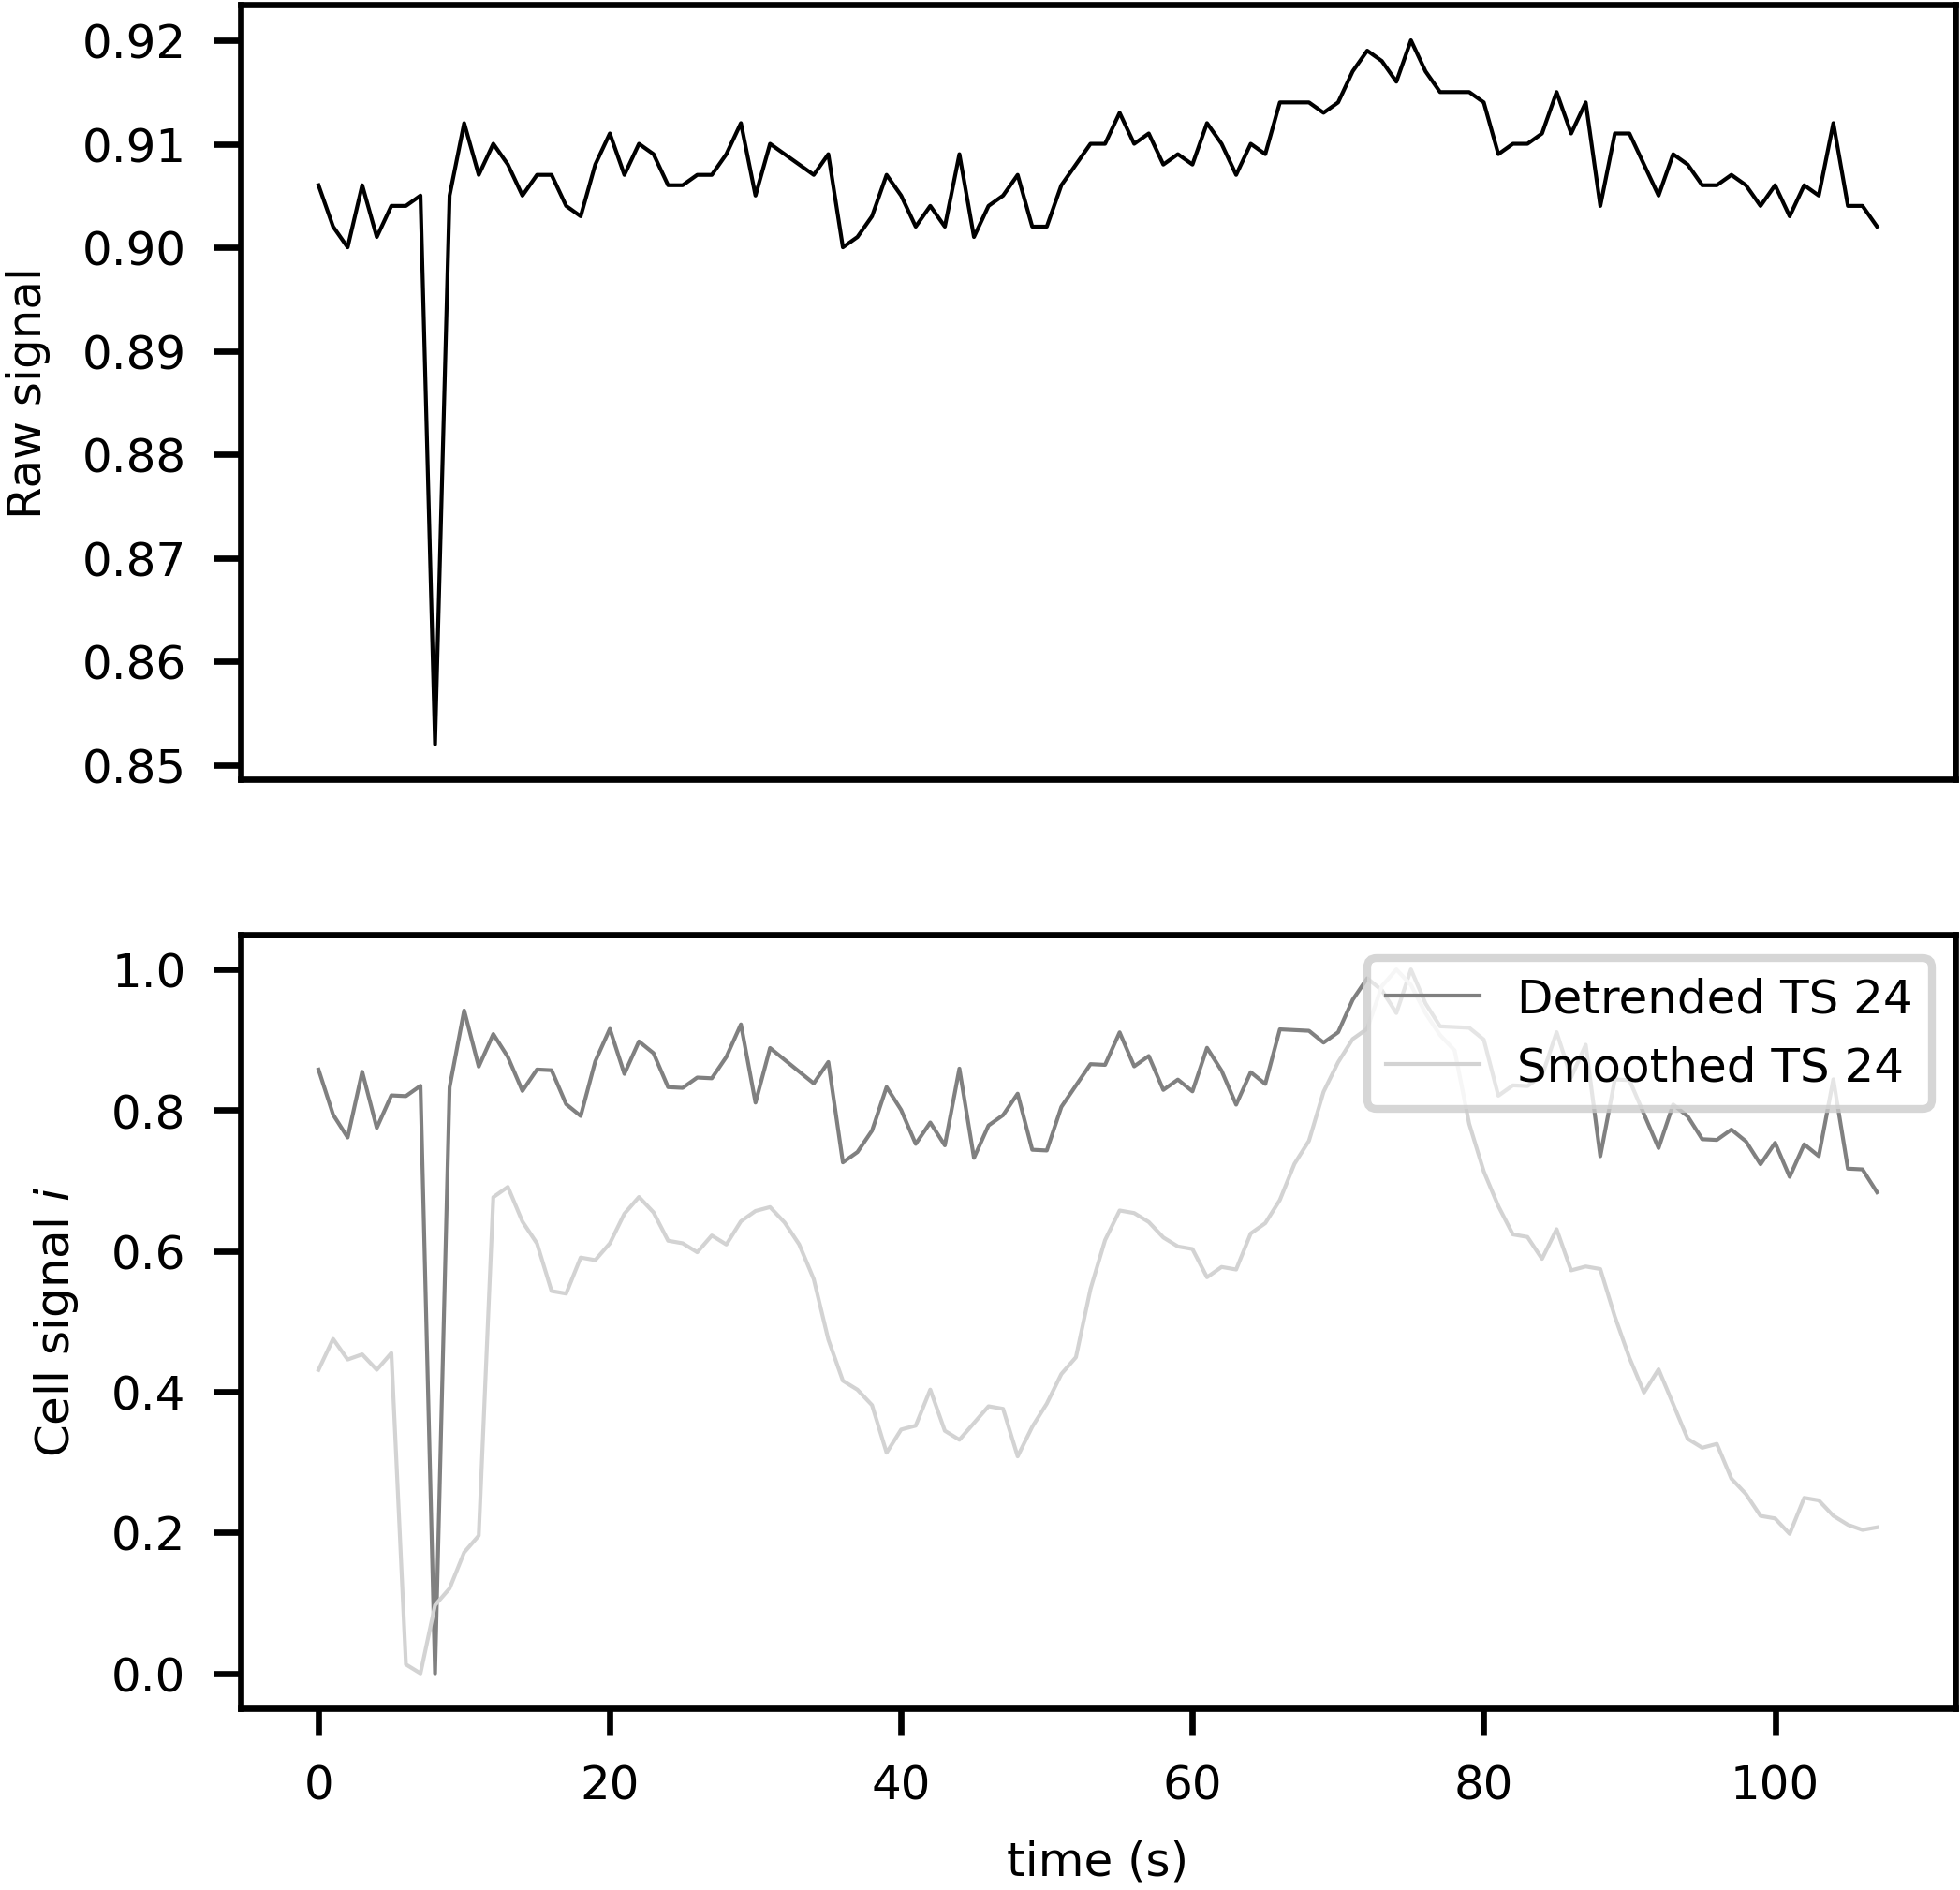 0.92
0.91
0.90
0.89
0.88
0.87
0.86
0.85
Raw signal
1.0
0.8
0.6
0.4
0.2
0.0
Cell signal i
Detrended TS 24
Smoothed TS 24
0 20 40 60 80 100
time (s)